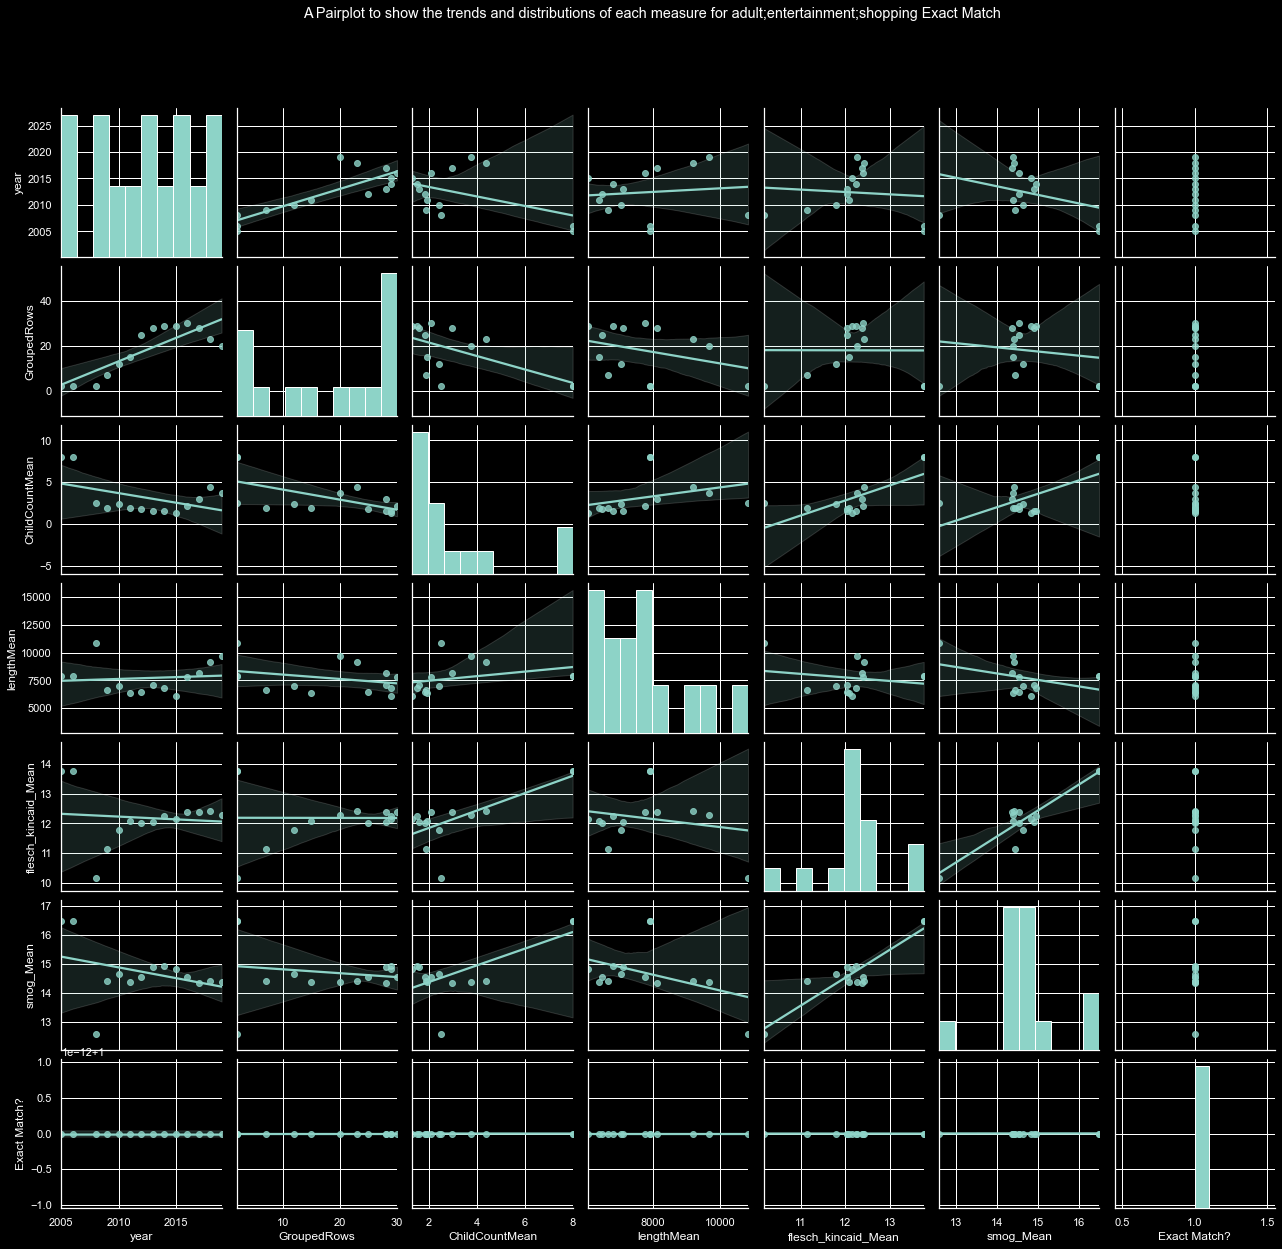 A Pairplot to show the trends and distributions of each measure for adult;entertainment;shopping Exact Match
2025
2020
2015
2010
2005
year
40
20
0
GroupedRows
10
5
0
−5
ChildCountMean
15000
12500
10000
7500
5000
lengthMean
14
13
12
11
10
flesch_kincaid_Mean
17
16
15
14
13
smog_Mean
1e−12+1
1.0
0.5
0.0
−0.5
−1.0
Exact Match?
2005 2010 2015 10 20 30 2 4 6 8 8000 10000 11 12 13 13 14 15 16 0.5 1.0 1.5
year GroupedRows ChildCountMean lengthMean flesch_kincaid_Mean smog_Mean Exact Match?